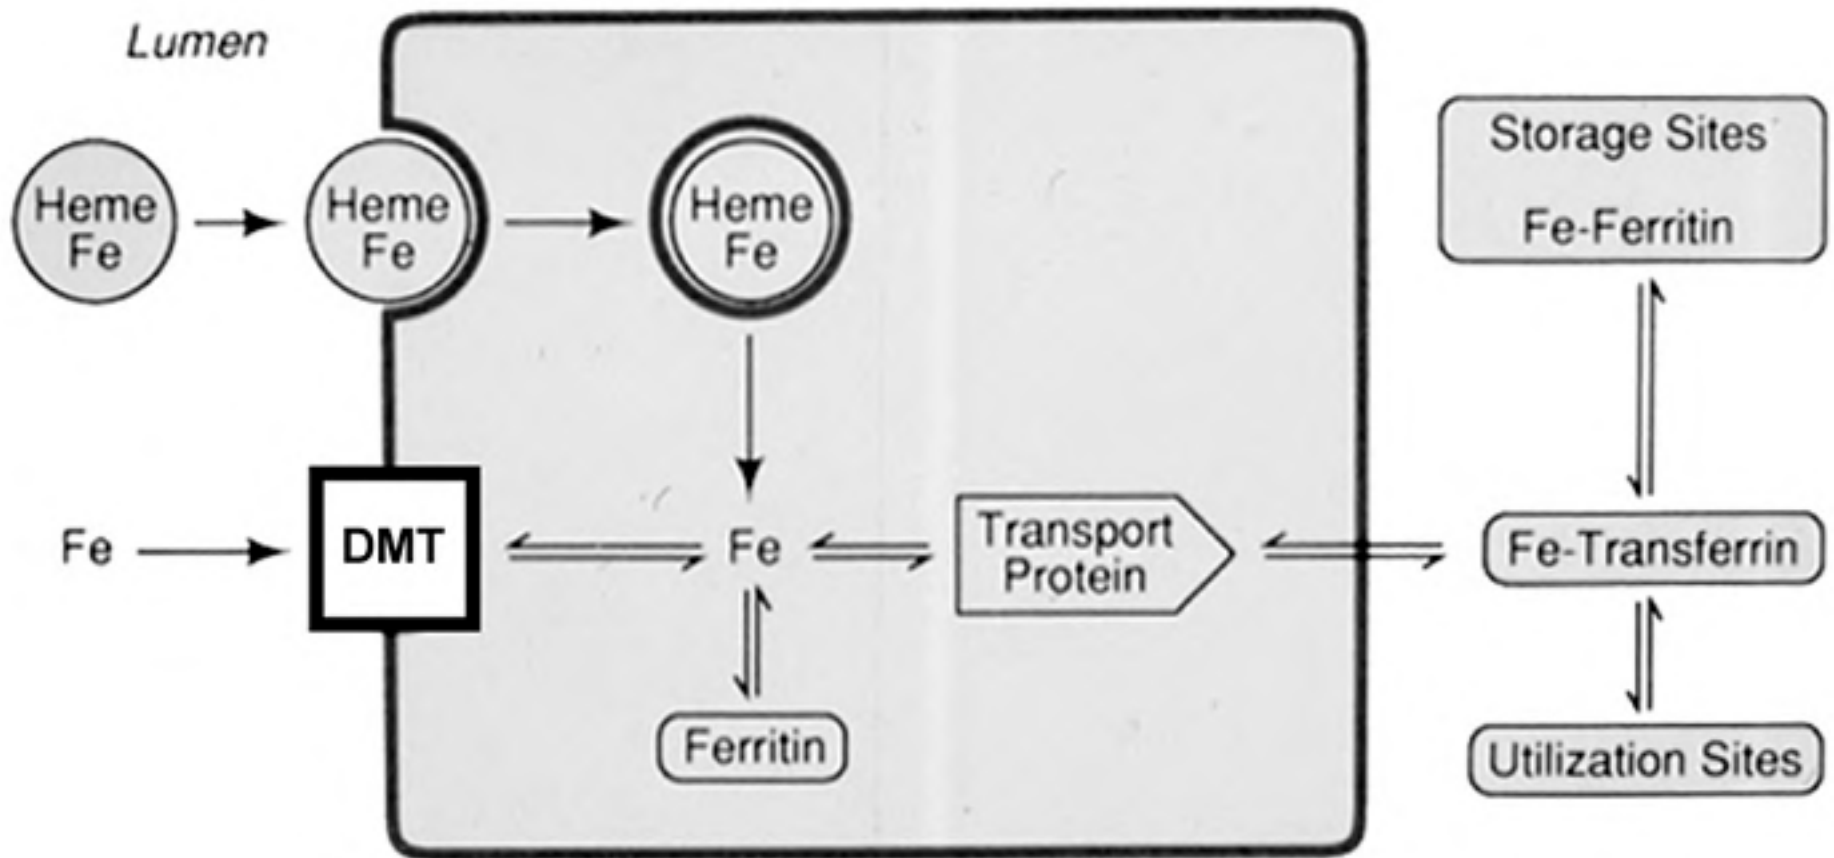 Lumen
Heme
Fe
Heme
Fe
Heme
Fe
Storage Sites
Fe-Ferritin
Fe
DMT
Fe
Transport
Protein
Fe-Transferrin
Ferritin
Utilization Sites